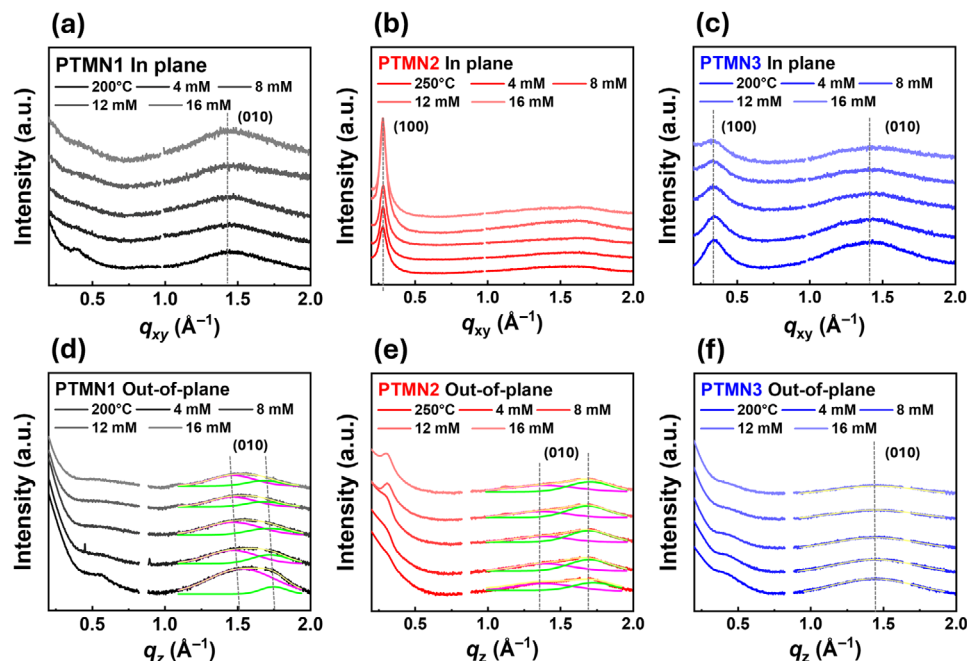 (a)
PTMN1 In plane
200°C 4 mM 8 mM
12 mM 16 mM
(010)
Intensity (a.u.)
0.5 1.0 1.5 2.0
qxy (Å−1)
(b)
PTMN2 In plane
250°C 4 mM 8 mM
12 mM 16 mM
(100)
Intensity (a.u.)
0.5 1.0 1.5 2.0
qxy (Å−1)
(c)
PTMN3 In plane
200°C 4 mM 8 mM
12 mM 16 mM
(100) (010)
Intensity (a.u.)
0.5 1.0 1.5 2.0
qxy (Å−1)
(d)
PTMN1 Out-of-plane
200°C 4 mM 8 mM
12 mM 16 mM
(010)
Intensity (a.u.)
0.5 1.0 1.5 2.0
qz (Å−1)
(e)
PTMN2 Out-of-plane
250°C 4 mM 8 mM
12 mM 16 mM
(010)
Intensity (a.u.)
0.5 1.0 1.5 2.0
qz (Å−1)
(f)
PTMN3 Out-of-plane
200°C 4 mM 8 mM
12 mM 16 mM
(010)
Intensity (a.u.)
0.5 1.0 1.5 2.0
qz (Å−1)